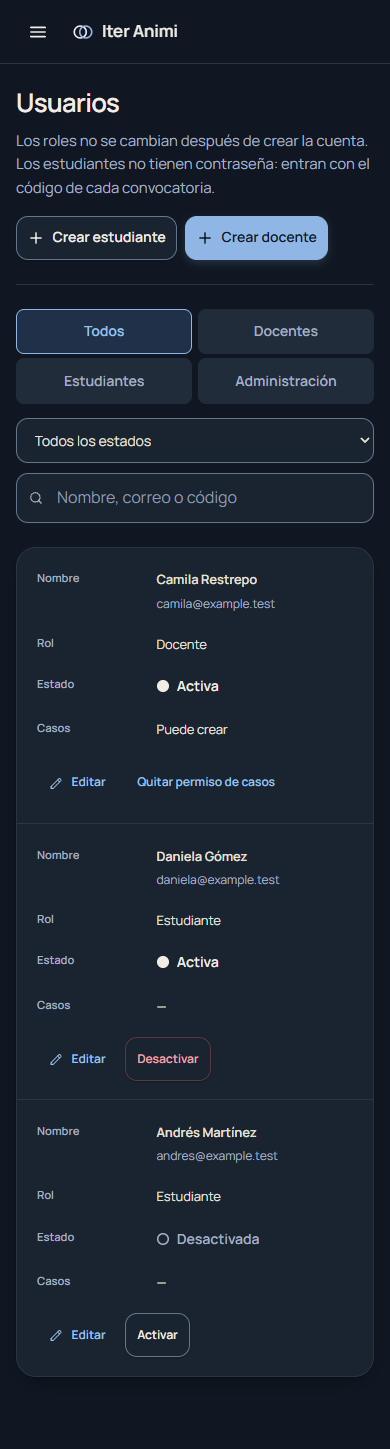 Iter Animi
Usuarios
Los roles no se cambian después de crear la cuenta.
Los estudiantes no tienen contraseña: entran con el
código de cada convocatoria.
Crear estudiante
Crear docente
Todos
Docentes
Estudiantes
Administración
Todos los estados
Nombre, correo o código
Nombre
Camila Restrepo
camila@example.test
Rol
Docente
Estado
Activa
Casos
Puede crear
Editar
Quitar permiso de casos
Nombre
Daniela Gómez
daniela@example.test
Rol
Estudiante
Estado
Activa
Casos
—
Editar
Desactivar
Nombre
Andrés Martínez
andres@example.test
Rol
Estudiante
Estado
Desactivada
Casos
—
Editar
Activar